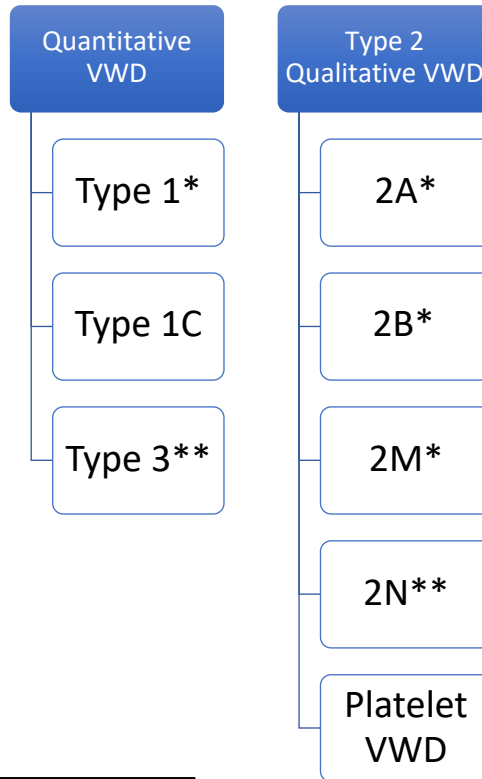 Quantitative
VWD
Type 1*
Type 1C
Type 3**
Type 2
Qualitative VWD
2A*
2B*
2M*
2N**
Platelet
VWD